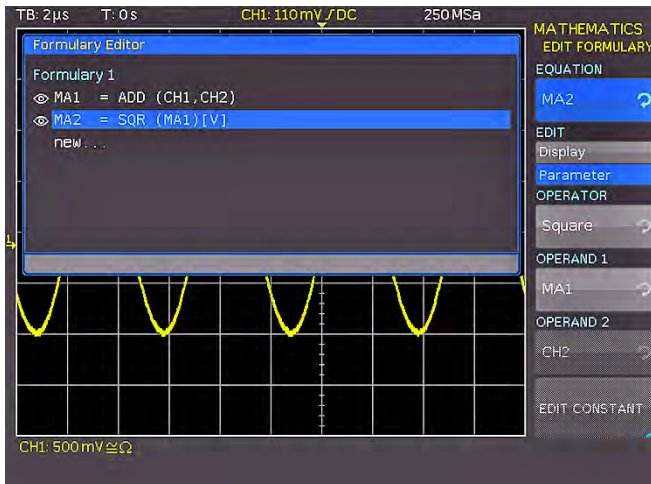 TB: 2µs T: 0s CH1: 110mV / DC 250MSa
MATHEMATICS
EDIT FORMULARY
Formulary Editor
Formulary 1
MA1 = ADD (CH1,CH2)
MA2 = SQR (MA1)[V]
new...
EQUATION
MA2
EDIT
Display
Parameter
OPERATOR
Square
OPERAND 1
MA1
OPERAND 2
CH2
EDIT CONSTANT
1
CH1: 500mV≅Ω